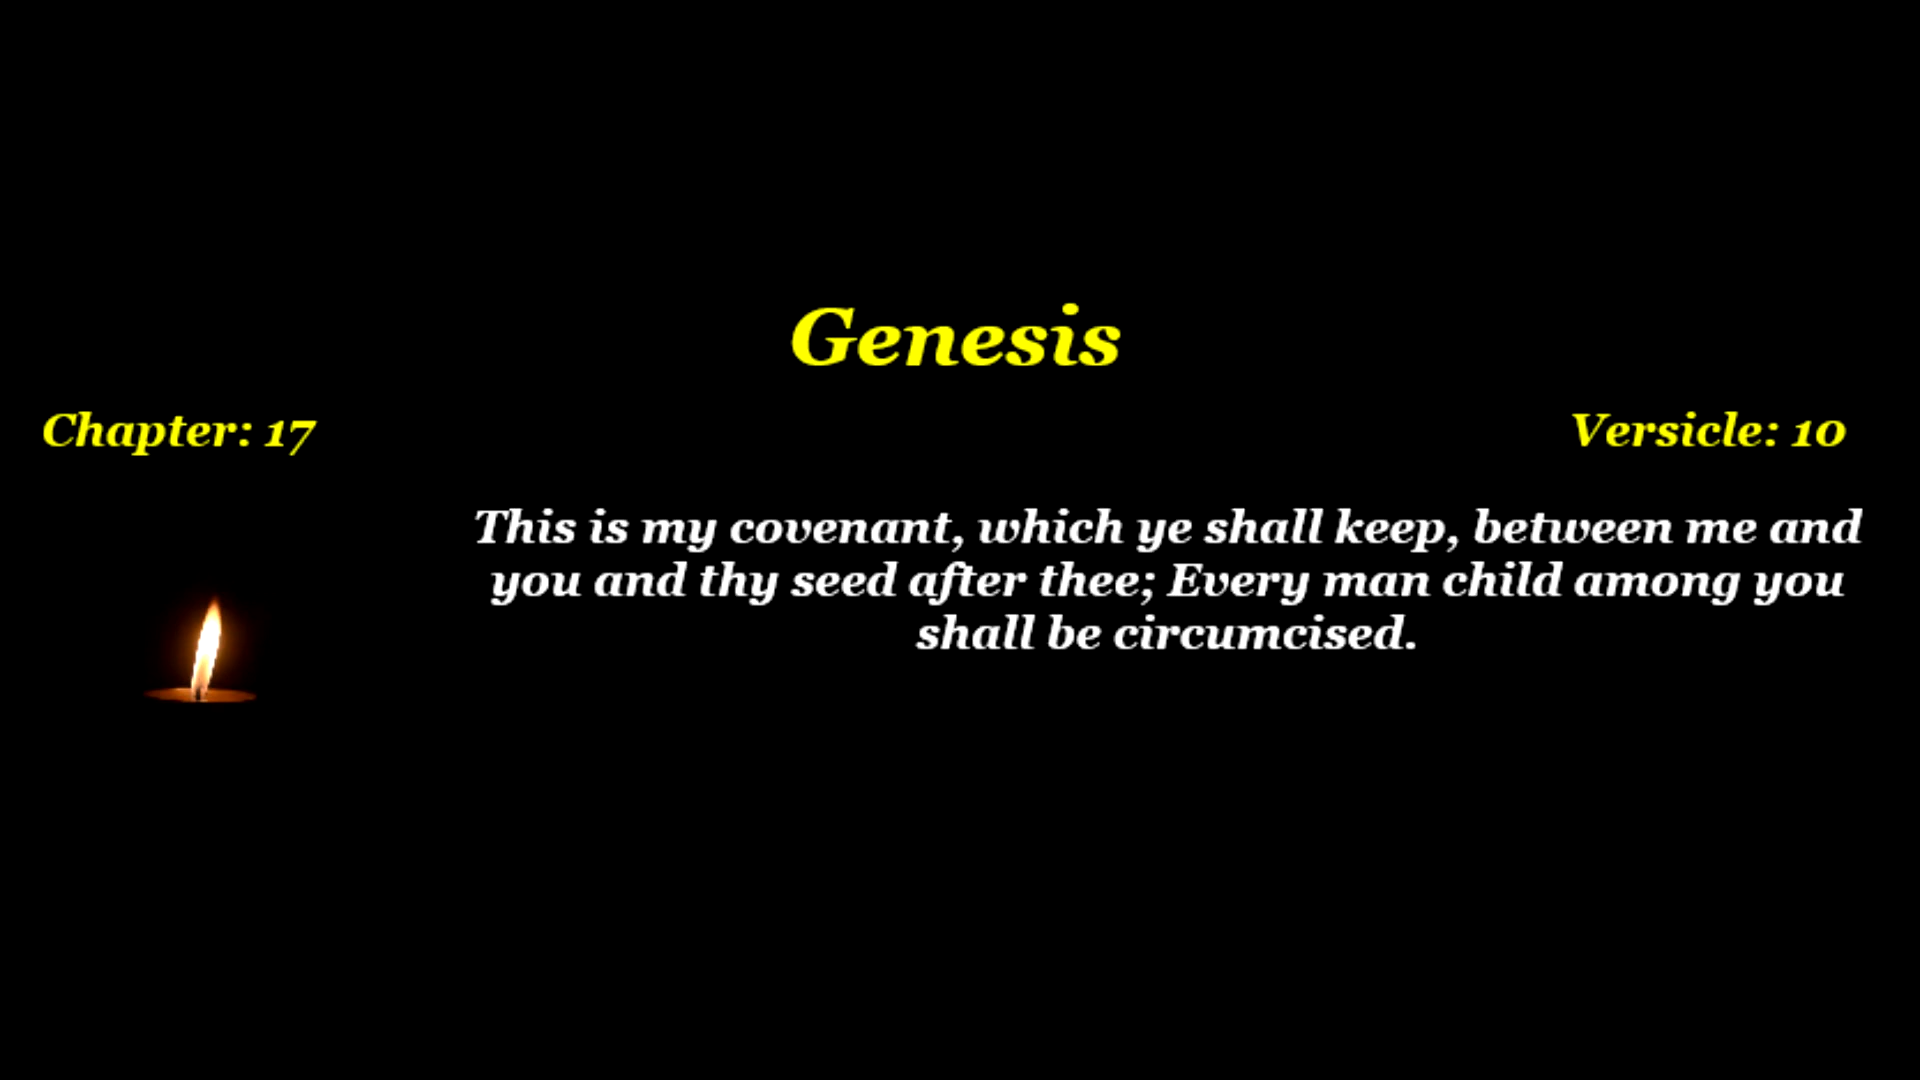 Genesis
Chapter: 17
Versicle: 10
This is my covenant, which ye shall keep, between me and
you and thy seed after thee; Every man child among you
shall be circumcised.